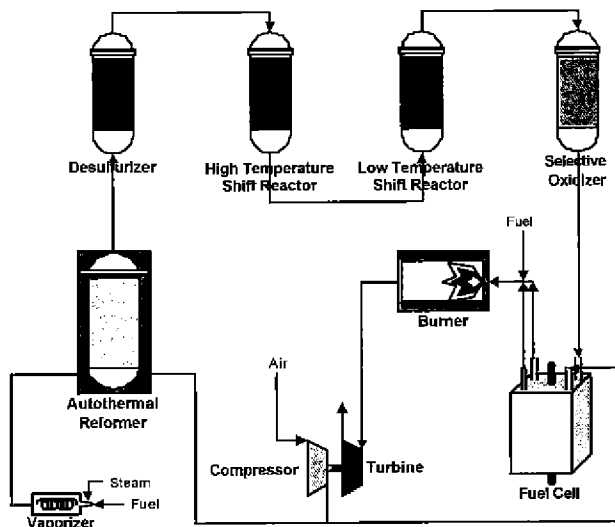 Desulfurizer
High Temperature
Shift Reactor
Low Temperature
Shift Reactor
Selective
Oxidizer
Fuel
Burner
Autothermal
Reformer
Air
Compressor
Turbine
Fuel Cell
Steam
Fuel
Vaporizer